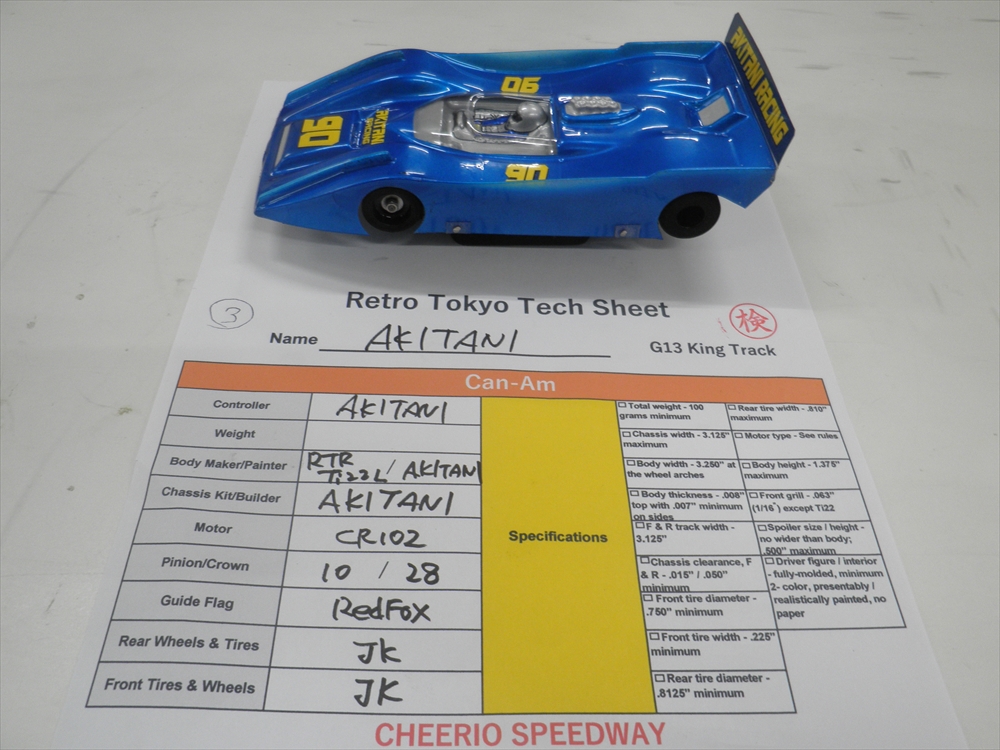 AKITANI RACING
90
AKITANI
RACING
90
90
Retro Tokyo Tech Sheet
3
検
Name AKITANI
G13 King Track
Can-Am
Controller AKITANI
Weight
Body Maker/Painter RTR
Ti22L / AKITANI
Chassis Kit/Builder AKITANI
Motor CR102
Pinion/Crown 10 / 28
Guide Flag RedFox
Rear Wheels & Tires JK
Front Tires & Wheels JK
Specifications
Total weight - 100
grams minimum
Chassis width - 3.125"
maximum
Body width - 3.250" at
the wheel arches
Body thickness - .008"
top with .007" minimum
on sides
F & R track width -
3.125"
Chassis clearance, F
& R - .015" / .050"
minimum
Front tire diameter -
.750" minimum
Front tire width - .225"
minimum
Rear tire diameter -
.8125" minimum
Rear tire width - .810"
maximum
Motor type - See rules
Body height - 1.375"
maximum
Front grill - .063"
(1/16") except Ti22
Spoiler size / height -
no wider than body;
.500" maximum
Driver figure / interior
- fully-molded, minimum
2- color, presentably /
realistically painted, no
paper
CHEERIO SPEEDWAY